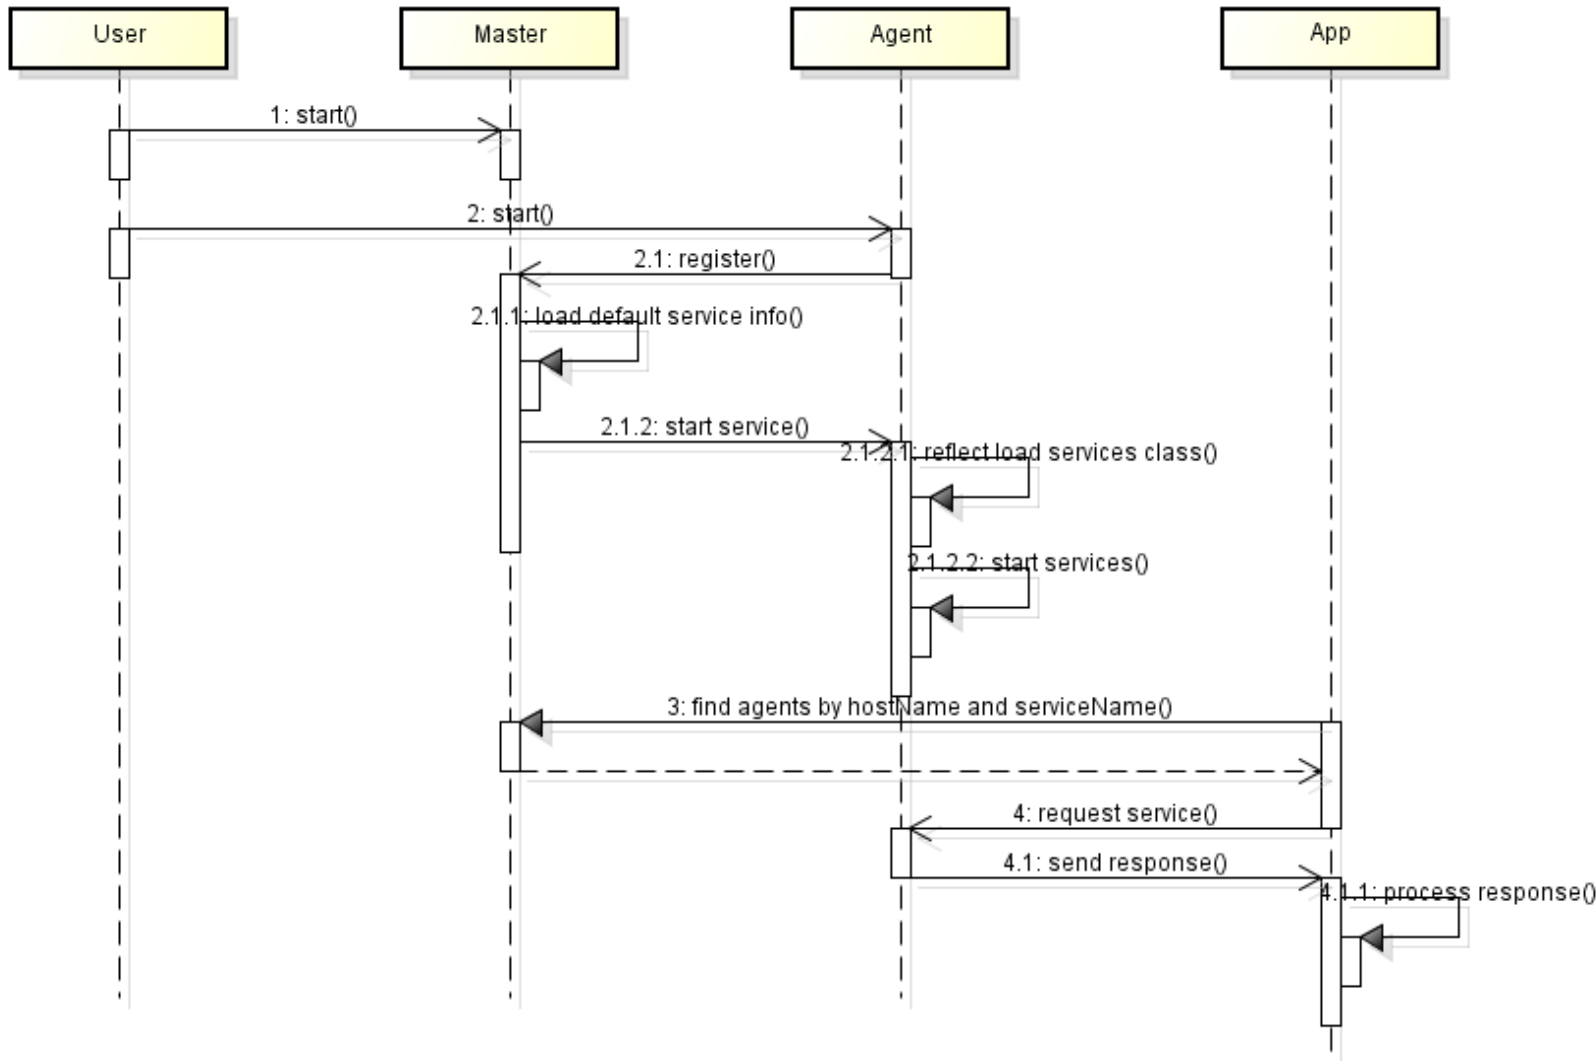 User
Master
Agent
App
1: start()
2: start()
2.1: register()
2.1.1: load default service info()
2.1.2: start service()
2.1.2.1: reflect load services class()
2.1.2.2: start services()
3: find agents by hostName and serviceName()
4: request service()
4.1: send response()
4.1.1: process response()